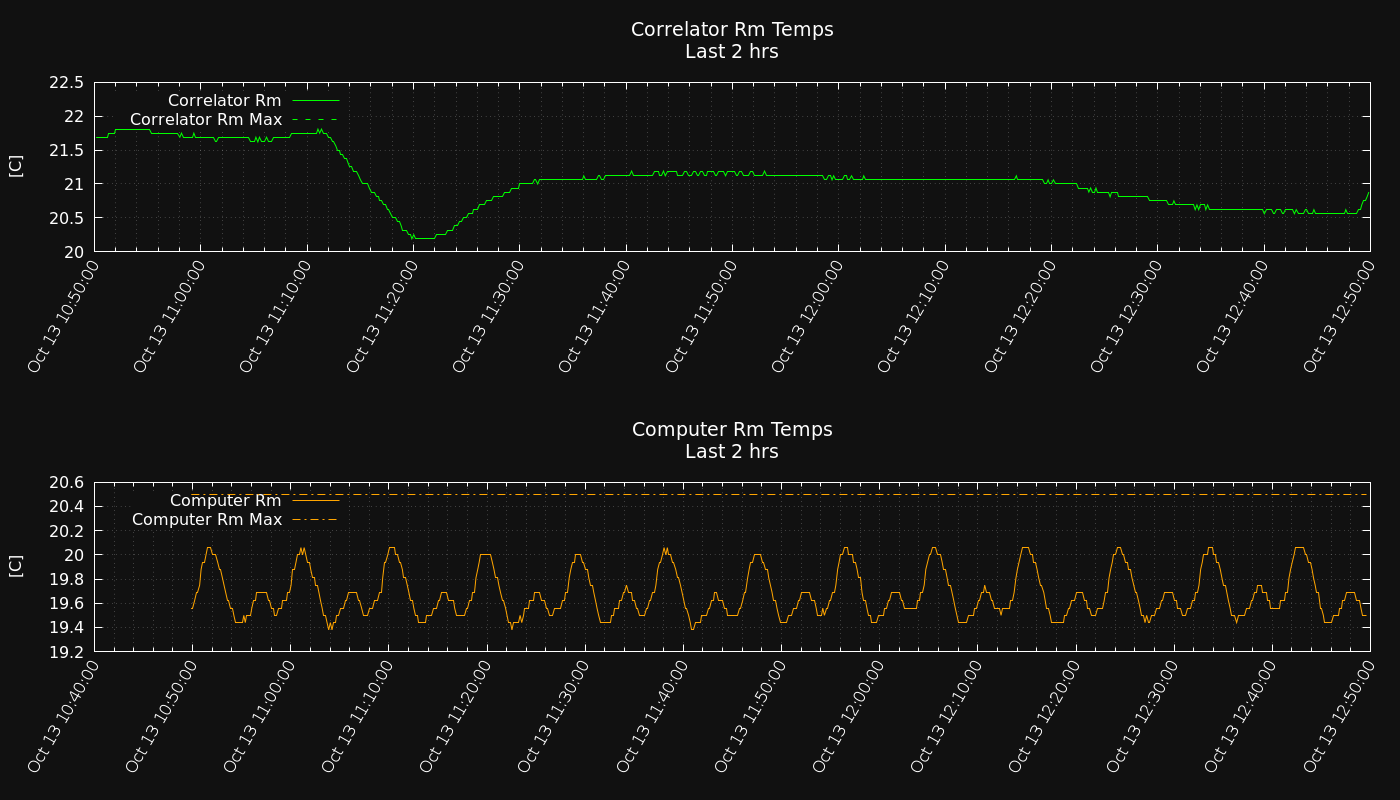 Correlator Rm Temps
Last 2 hrs
22.5
22
21.5
21
20.5
20
[C]
Correlator Rm
Correlator Rm Max
Oct 13 10:50:00
Oct 13 11:00:00
Oct 13 11:10:00
Oct 13 11:20:00
Oct 13 11:30:00
Oct 13 11:40:00
Oct 13 11:50:00
Oct 13 12:00:00
Oct 13 12:10:00
Oct 13 12:20:00
Oct 13 12:30:00
Oct 13 12:40:00
Oct 13 12:50:00
Computer Rm Temps
Last 2 hrs
20.6
20.4
20.2
20
19.8
19.6
19.4
19.2
[C]
Computer Rm
Computer Rm Max
Oct 13 10:40:00
Oct 13 10:50:00
Oct 13 11:00:00
Oct 13 11:10:00
Oct 13 11:20:00
Oct 13 11:30:00
Oct 13 11:40:00
Oct 13 11:50:00
Oct 13 12:00:00
Oct 13 12:10:00
Oct 13 12:20:00
Oct 13 12:30:00
Oct 13 12:40:00
Oct 13 12:50:00